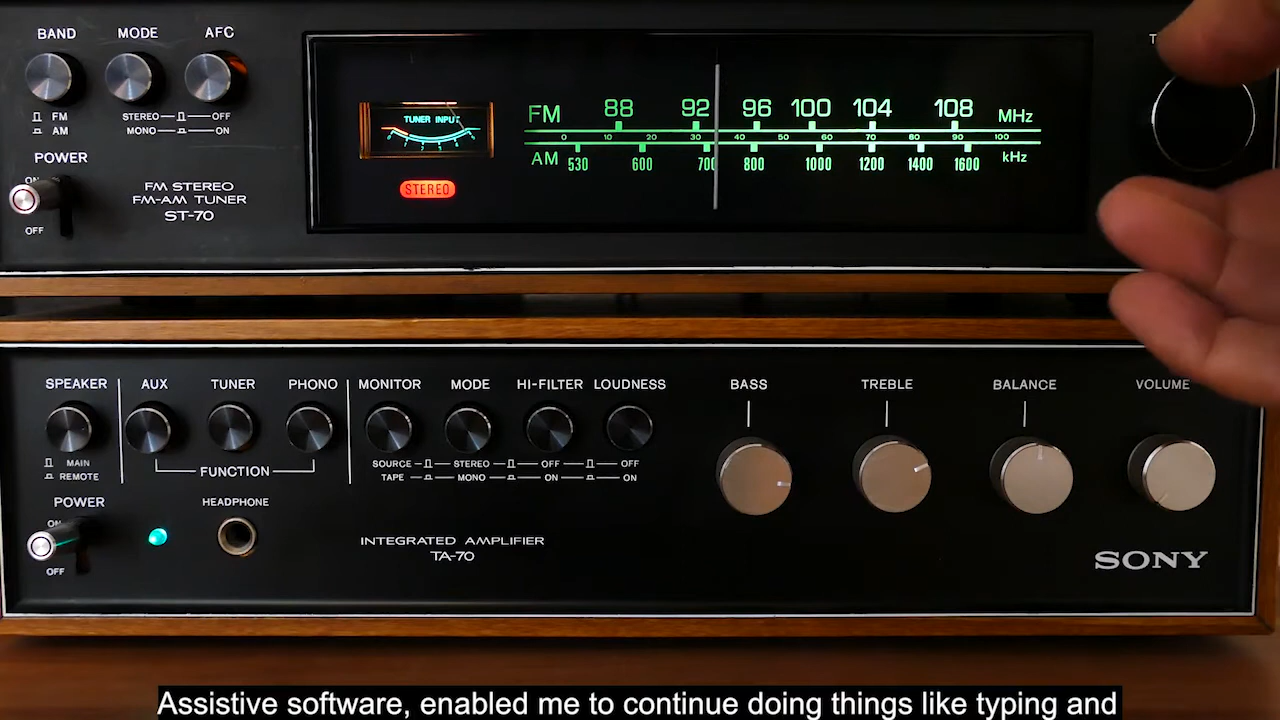 BAND MODE AFC
FM STEREO OFF
AM MONO ON
POWER
ON
OFF
FM STEREO
FM-AM TUNER
ST-70
TUNER INPUT
STEREO
FM 88 92 96 100 104 108 MHz
0 10 20 30 40 50 60 70 80 90 100
AM 530 600 700 800 1000 1200 1400 1600 kHz
SPEAKER AUX TUNER PHONO MONITOR MODE HI-FILTER LOUDNESS BASS TREBLE BALANCE VOLUME
MAIN
REMOTE
FUNCTION
SOURCE STEREO OFF OFF
TAPE MONO ON ON
POWER
ON
OFF
HEADPHONE
INTEGRATED AMPLIFIER
TA-70
SONY
Assistive software, enabled me to continue doing things like typing and